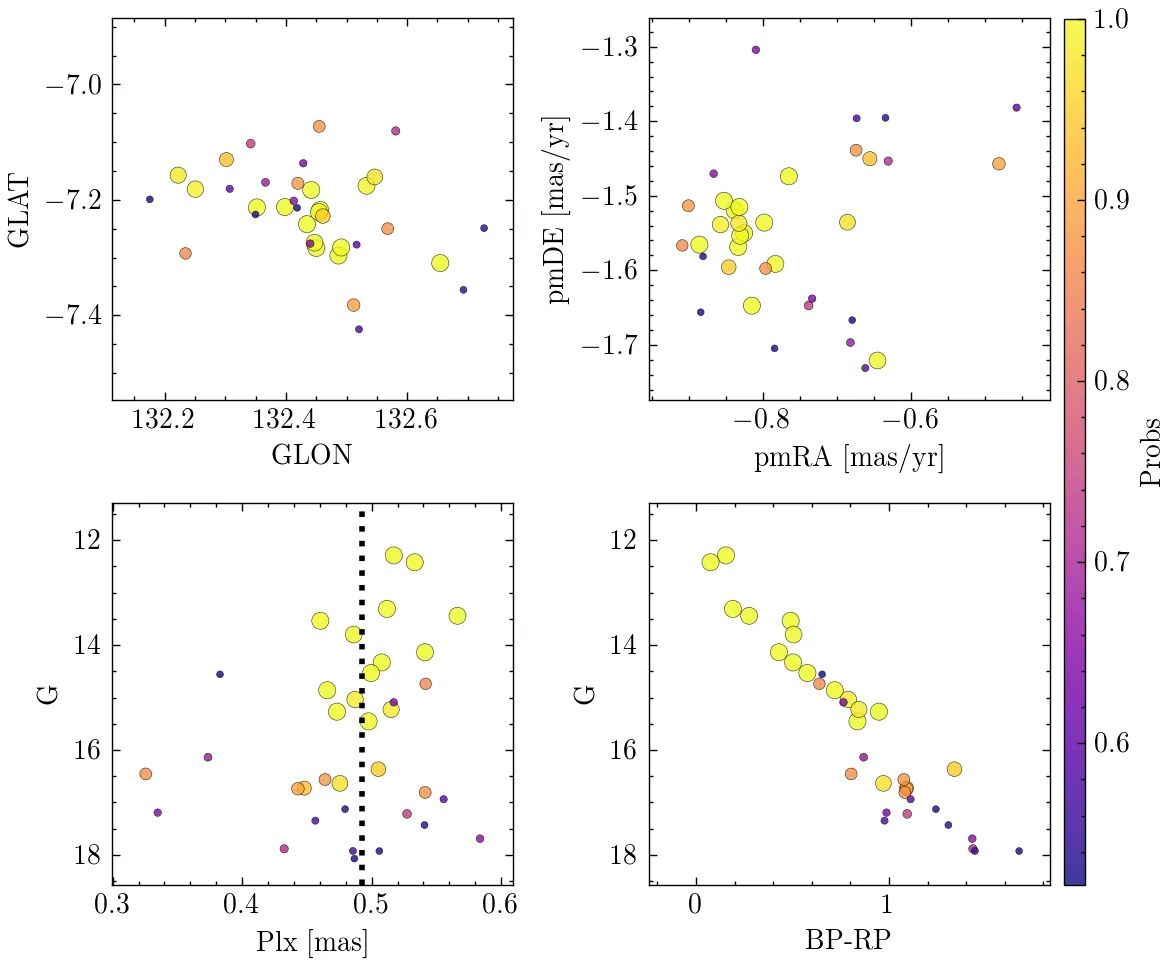 GLAT
−7.0
−7.2
−7.4
132.2 132.4 132.6
GLON
pmDE [mas/yr]
−1.3
−1.4
−1.5
−1.6
−1.7
−0.8 −0.6
pmRA [mas/yr]
G
12
14
16
18
0.3 0.4 0.5 0.6
Plx [mas]
G
12
14
16
18
0 1
BP-RP
1.0
0.9
0.8
0.7
0.6
Probs